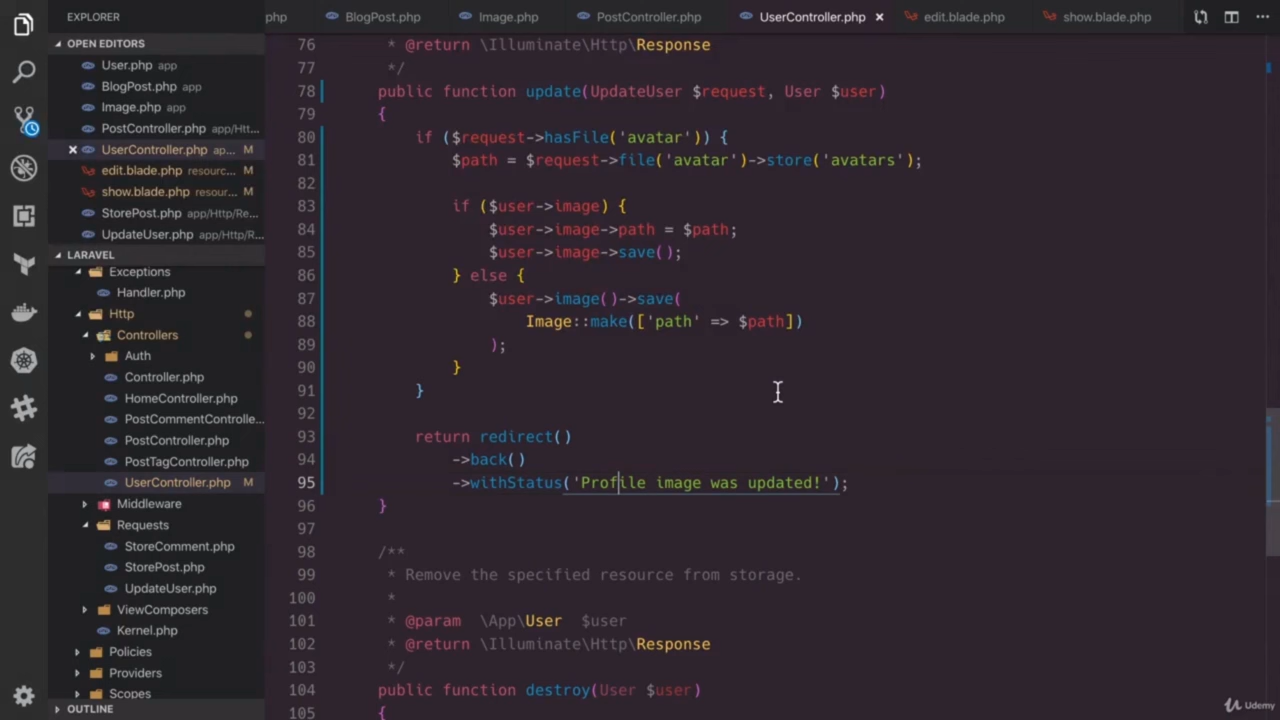 EXPLORER
php
BlogPost.php
Image.php
PostController.php
UserController.php ×
edit.blade.php
show.blade.php
OPEN EDITORS
User.php app
BlogPost.php app
Image.php app
PostController.php app/Htt...
× UserController.php ap... M
edit.blade.php resourc... M
show.blade.php resour... M
StorePost.php app/Http/Re...
UpdateUser.php app/Http/R...
LARAVEL
Exceptions
Handler.php
Http
Controllers
Auth
Controller.php
HomeController.php
PostCommentControlle...
PostController.php
PostTagController.php
UserController.php M
Middleware
Requests
StoreComment.php
StorePost.php
UpdateUser.php
ViewComposers
Kernel.php
Policies
Providers
Scopes
OUTLINE
76 * @return \Illuminate\Http\Response
77 */
78 public function update(UpdateUser $request, User $user)
79 {
80 if ($request->hasFile('avatar')) {
81 $path = $request->file('avatar')->store('avatars');
82
83 if ($user->image) {
84 $user->image->path = $path;
85 $user->image->save();
86 } else {
87 $user->image()->save(
88 Image::make(['path' => $path])
89 );
90 }
91 }
92
93 return redirect()
94 ->back()
95 ->withStatus('Profile image was updated!');
96 }
97
98 /**
99 * Remove the specified resource from storage.
100 *
101 * @param \App\User $user
102 * @return \Illuminate\Http\Response
103 */
104 public function destroy(User $user)
105 {
Udemy